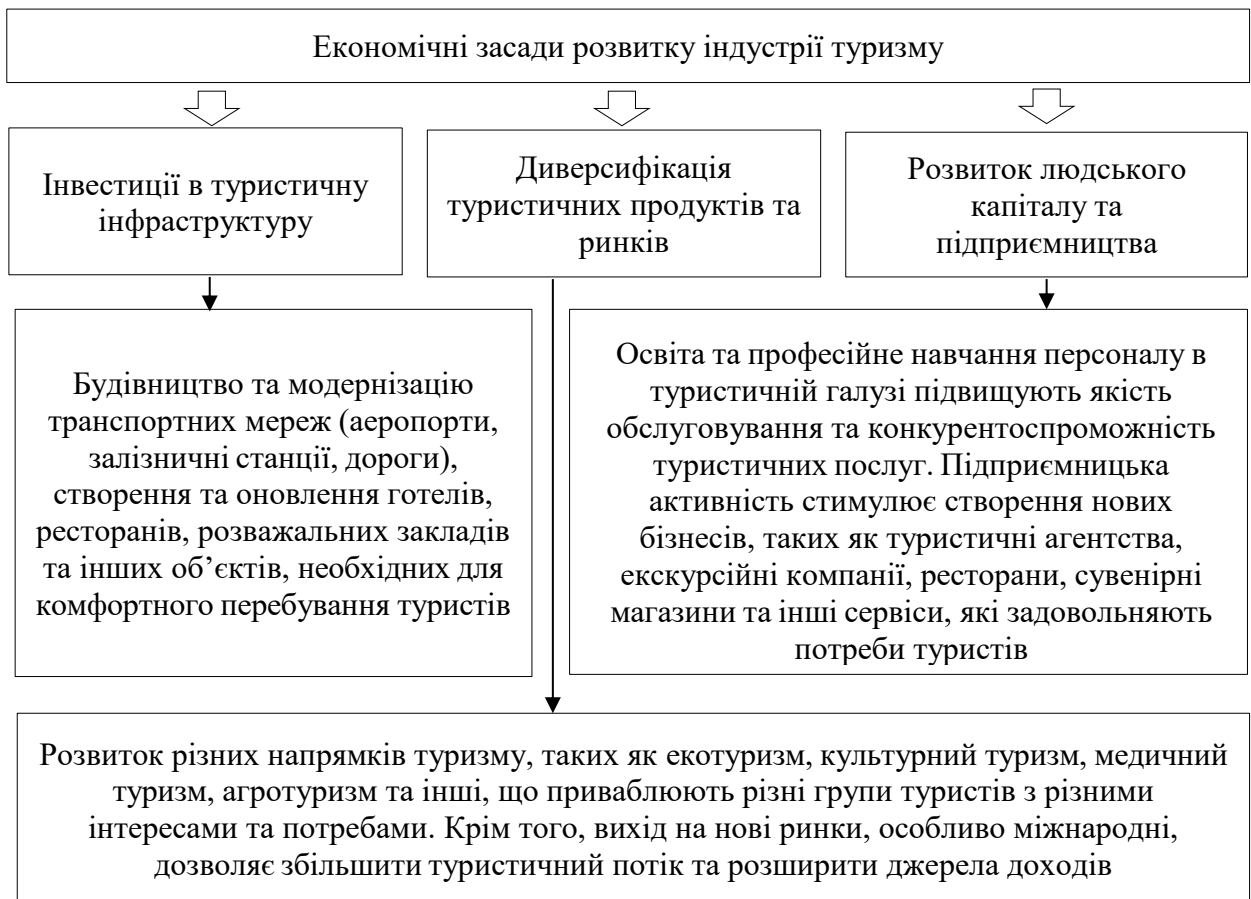 Економічні засади розвитку індустрії туризму
Інвестиції в туристичну
інфраструктуру
Диверсифікація
туристичних продуктів та
ринків
Розвиток людського
капіталу та
підприємництва
Будівництво та модернізацію
транспортних мереж (аеропорти,
залізничні станції, дороги),
створення та оновлення готелів,
ресторанів, розважальних закладів
та інших об’єктів, необхідних для
комфортного перебування туристів
Освіта та професійне навчання персоналу в
туристичній галузі підвищують якість
обслуговування та конкурентоспроможність
туристичних послуг. Підприємницька
активність стимулює створення нових
бізнесів, таких як туристичні агентства,
екскурсійні компанії, ресторани, сувенірні
магазини та інші сервіси, які задовольняють
потреби туристів
Розвиток різних напрямків туризму, таких як екотуризм, культурний туризм, медичний
туризм, агротуризм та інші, що приваблюють різні групи туристів з різними
інтересами та потребами. Крім того, вихід на нові ринки, особливо міжнародні,
дозволяє збільшити туристичний потік та розширити джерела доходів